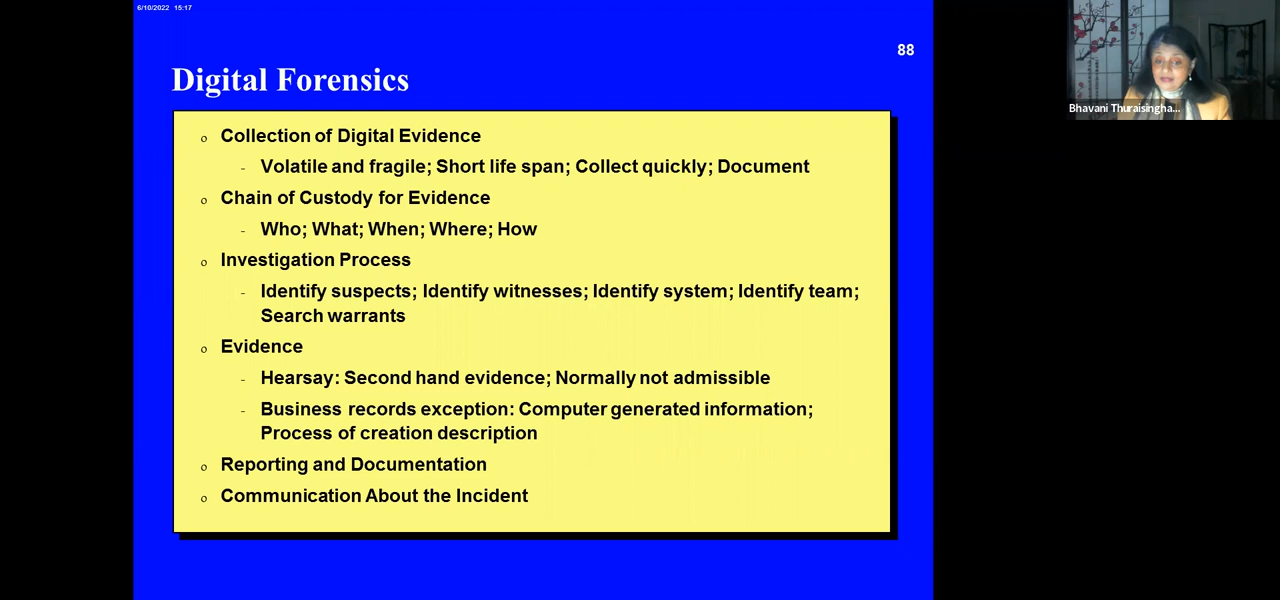 6/10/2022 15:17
88
Digital Forensics
o Collection of Digital Evidence
- Volatile and fragile; Short life span; Collect quickly; Document
o Chain of Custody for Evidence
- Who; What; When; Where; How
o Investigation Process
- Identify suspects; Identify witnesses; Identify system; Identify team;
Search warrants
o Evidence
- Hearsay: Second hand evidence; Normally not admissible
- Business records exception: Computer generated information;
Process of creation description
o Reporting and Documentation
o Communication About the Incident
Bhavani Thuraisingha...